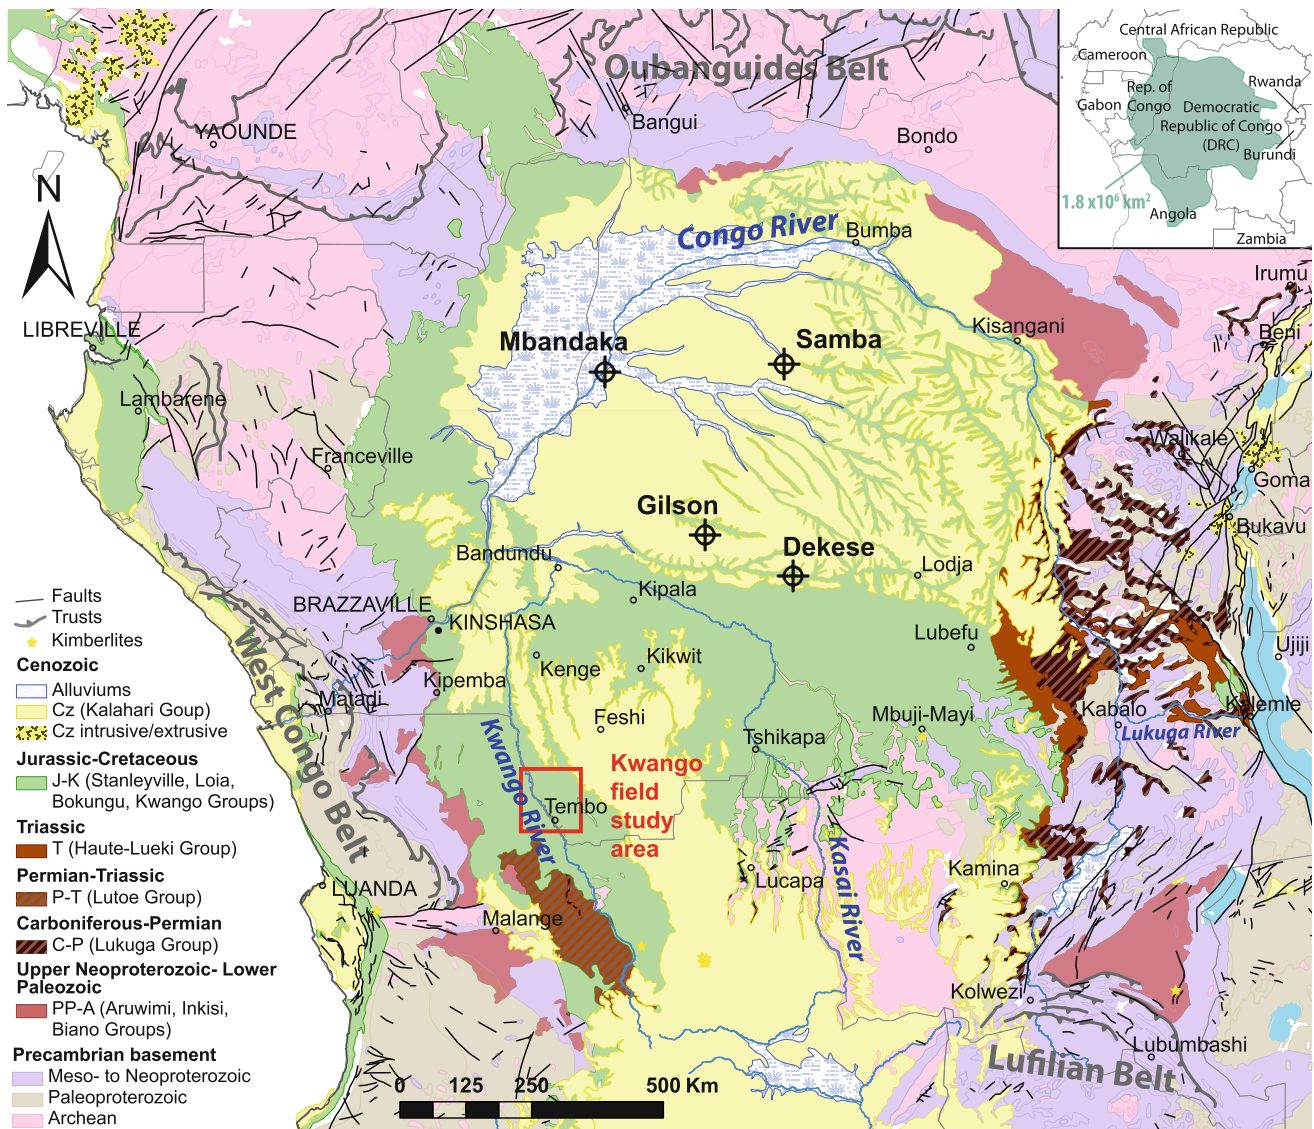 Oubanguides Belt
YAOUNDE
Bangui
Bondo
Central African Republic
Cameroon
Rep. of
Congo
Gabon
Rwanda
Democratic
Republic of Congo
(DRC)
Burundi
1.8 x10⁶ km²
Angola
Zambia
N
Congo River
Bumba
Irumu
Beni
LIBREVILLE
Mbandaka
Samba
Kisangani
Lambarene
Franceville
Walikale
Goma
Bukavu
Gilson
Dekese
Bandundu
Lodja
Kipala
BRAZZAVILLE
KINSHASA
Lubefu
Ujiji
Kenge
Kikwit
Kipemba
Matadi
West Congo Belt
Feshi
Mbuji-Mayi
Kabalo
Kalemie
Lukuga River
Tshikapa
Kwango River
Kwango
field
study
area
Tembo
Kasai River
Lucapa
Kamina
LUANDA
Malange
Kolwezi
Lubumbashi
Lufilian Belt
Faults
Trusts
Kimberlites
Cenozoic
Alluviums
Cz (Kalahari Goup)
Cz intrusive/extrusive
Jurassic-Cretaceous
J-K (Stanleyville, Loia,
Bokungu, Kwango Groups)
Triassic
T (Haute-Lueki Group)
Permian-Triassic
P-T (Lutoe Group)
Carboniferous-Permian
C-P (Lukuga Group)
Upper Neoproterozoic- Lower
Paleozoic
PP-A (Aruwimi, Inkisi,
Biano Groups)
Precambrian basement
Meso- to Neoproterozoic
Paleoproterozoic
Archean
0 125 250 500 Km